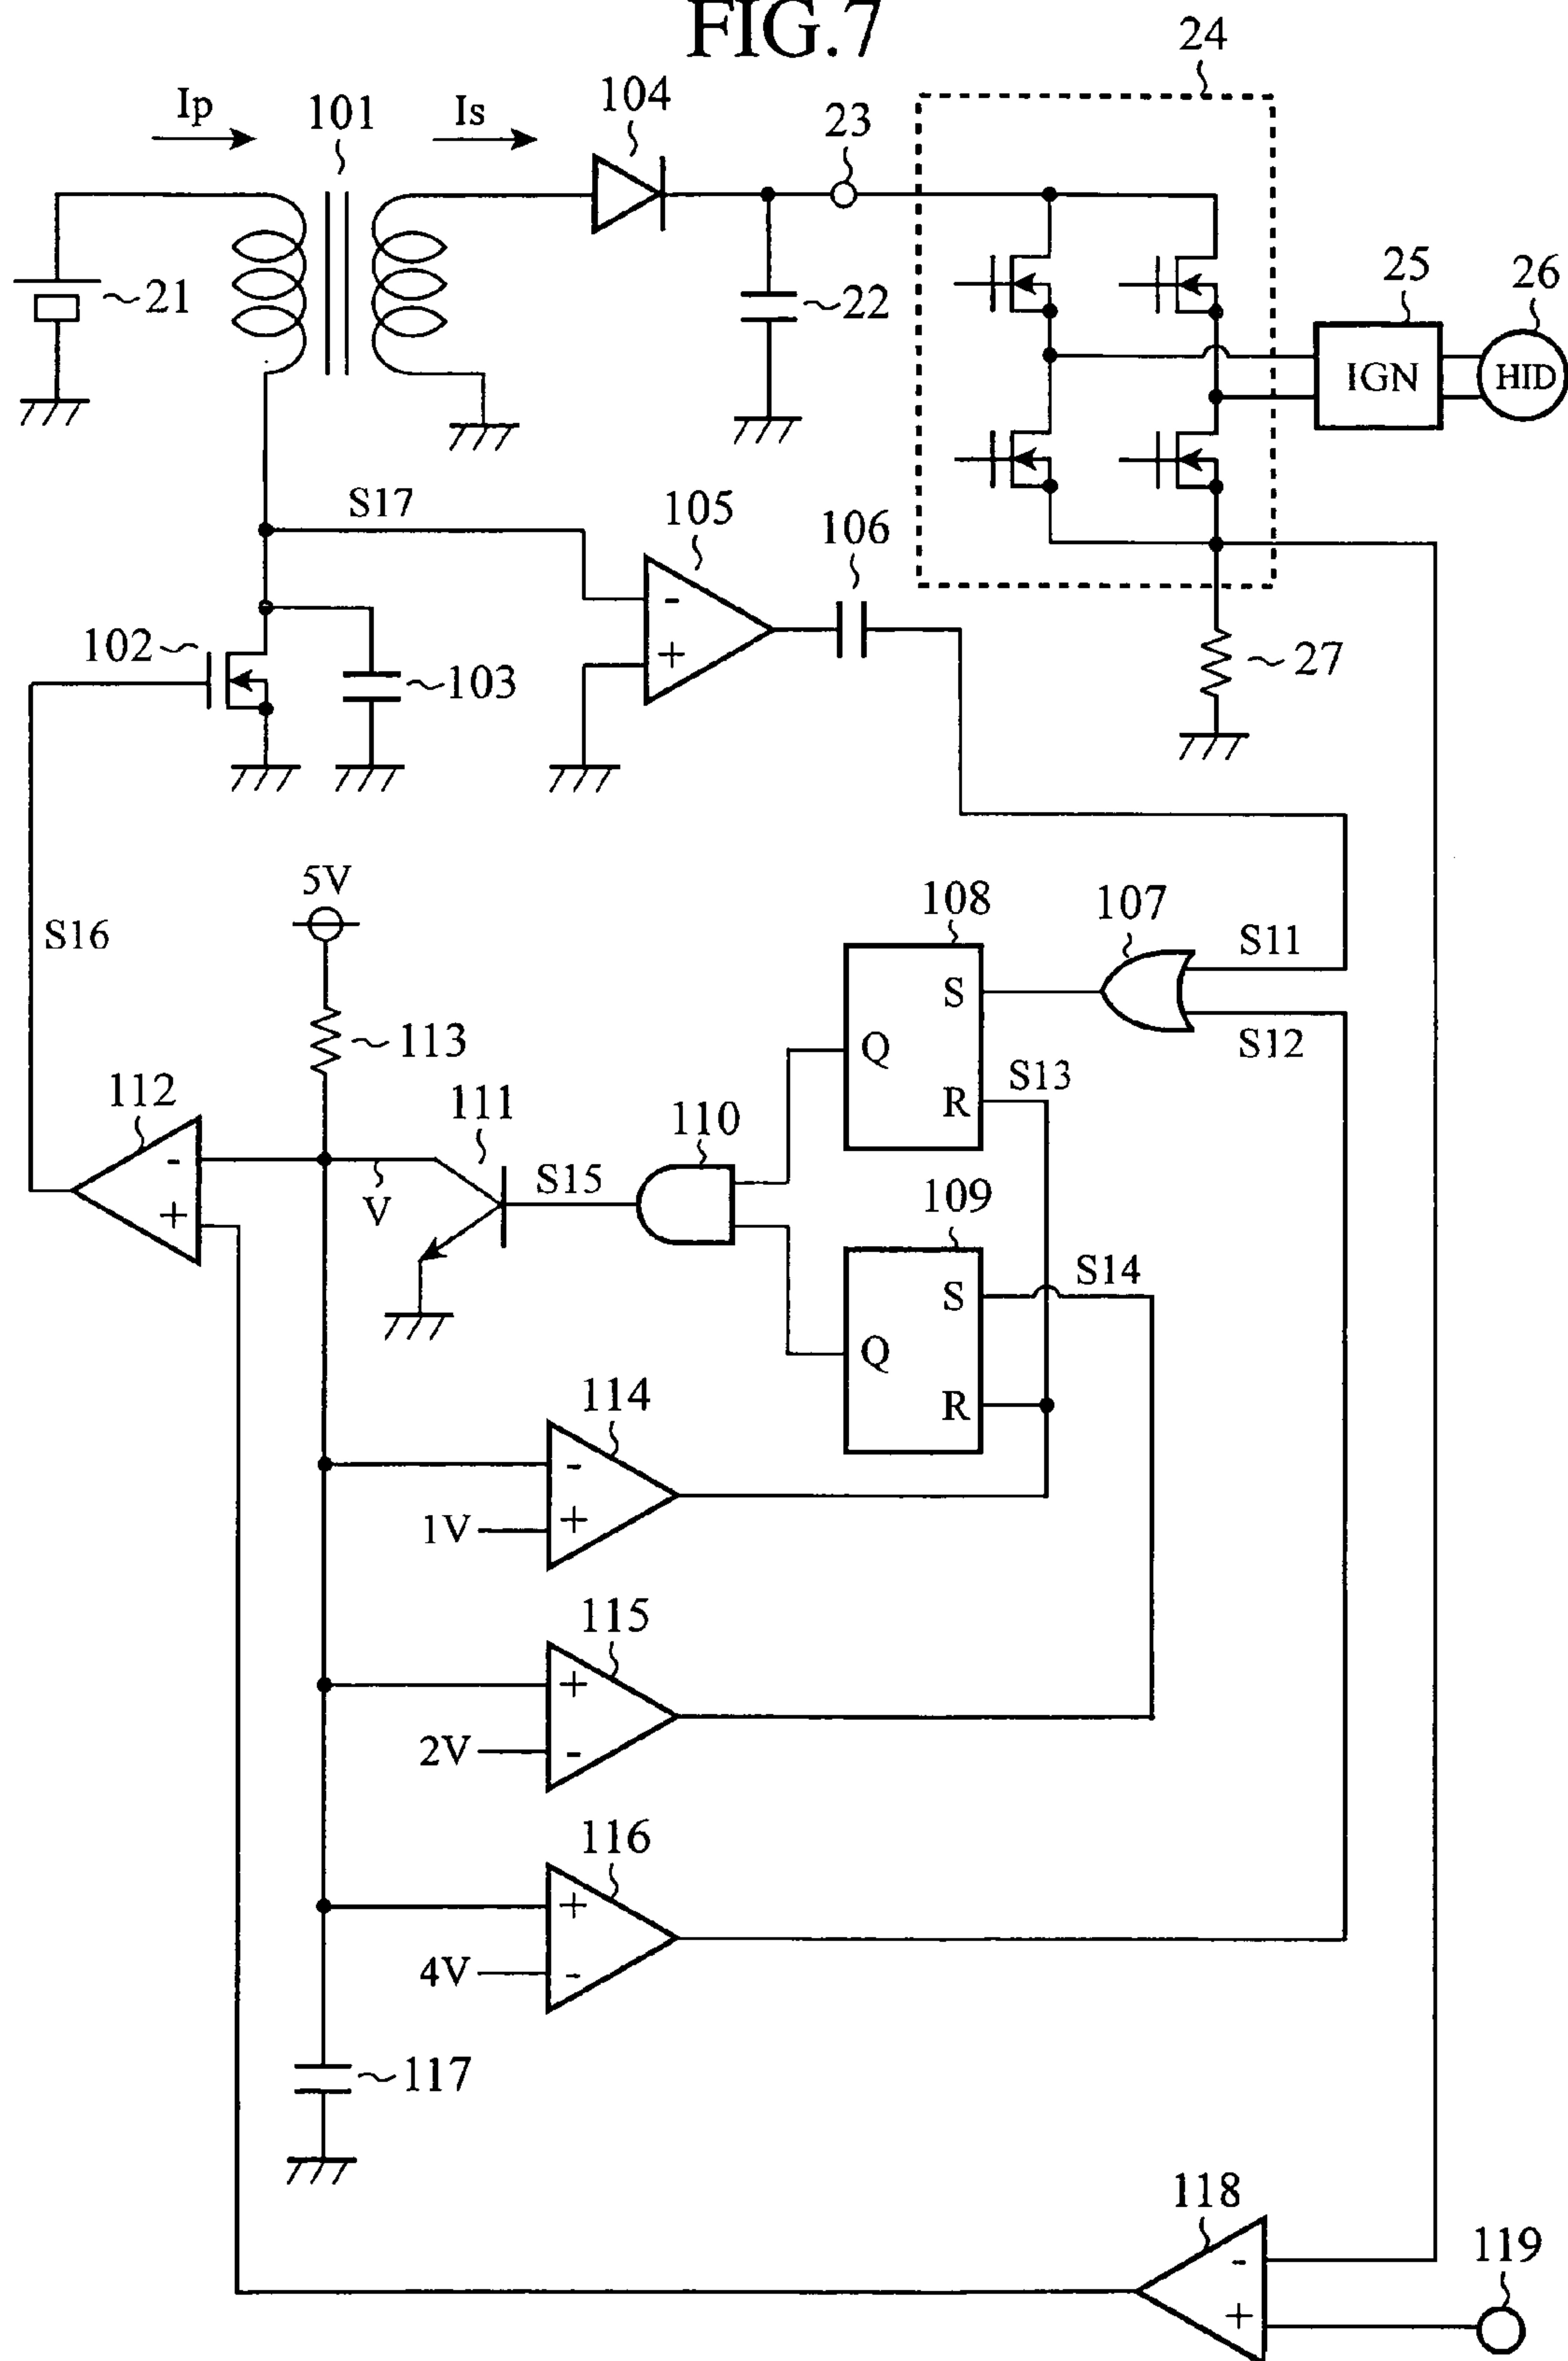 FIG.7
24
Ip
101
Is
104
23
21
22
25
26
IGN
HID
S17
105
106
-
+
102
103
27
5V
S16
108
107
S11
S
S12
Q
113
S13
R
112
111
110
-
S15
109
V
+
S14
S
Q
114
R
-
1V
+
115
+
2V
-
116
+
4V
-
117
118
119
-
+